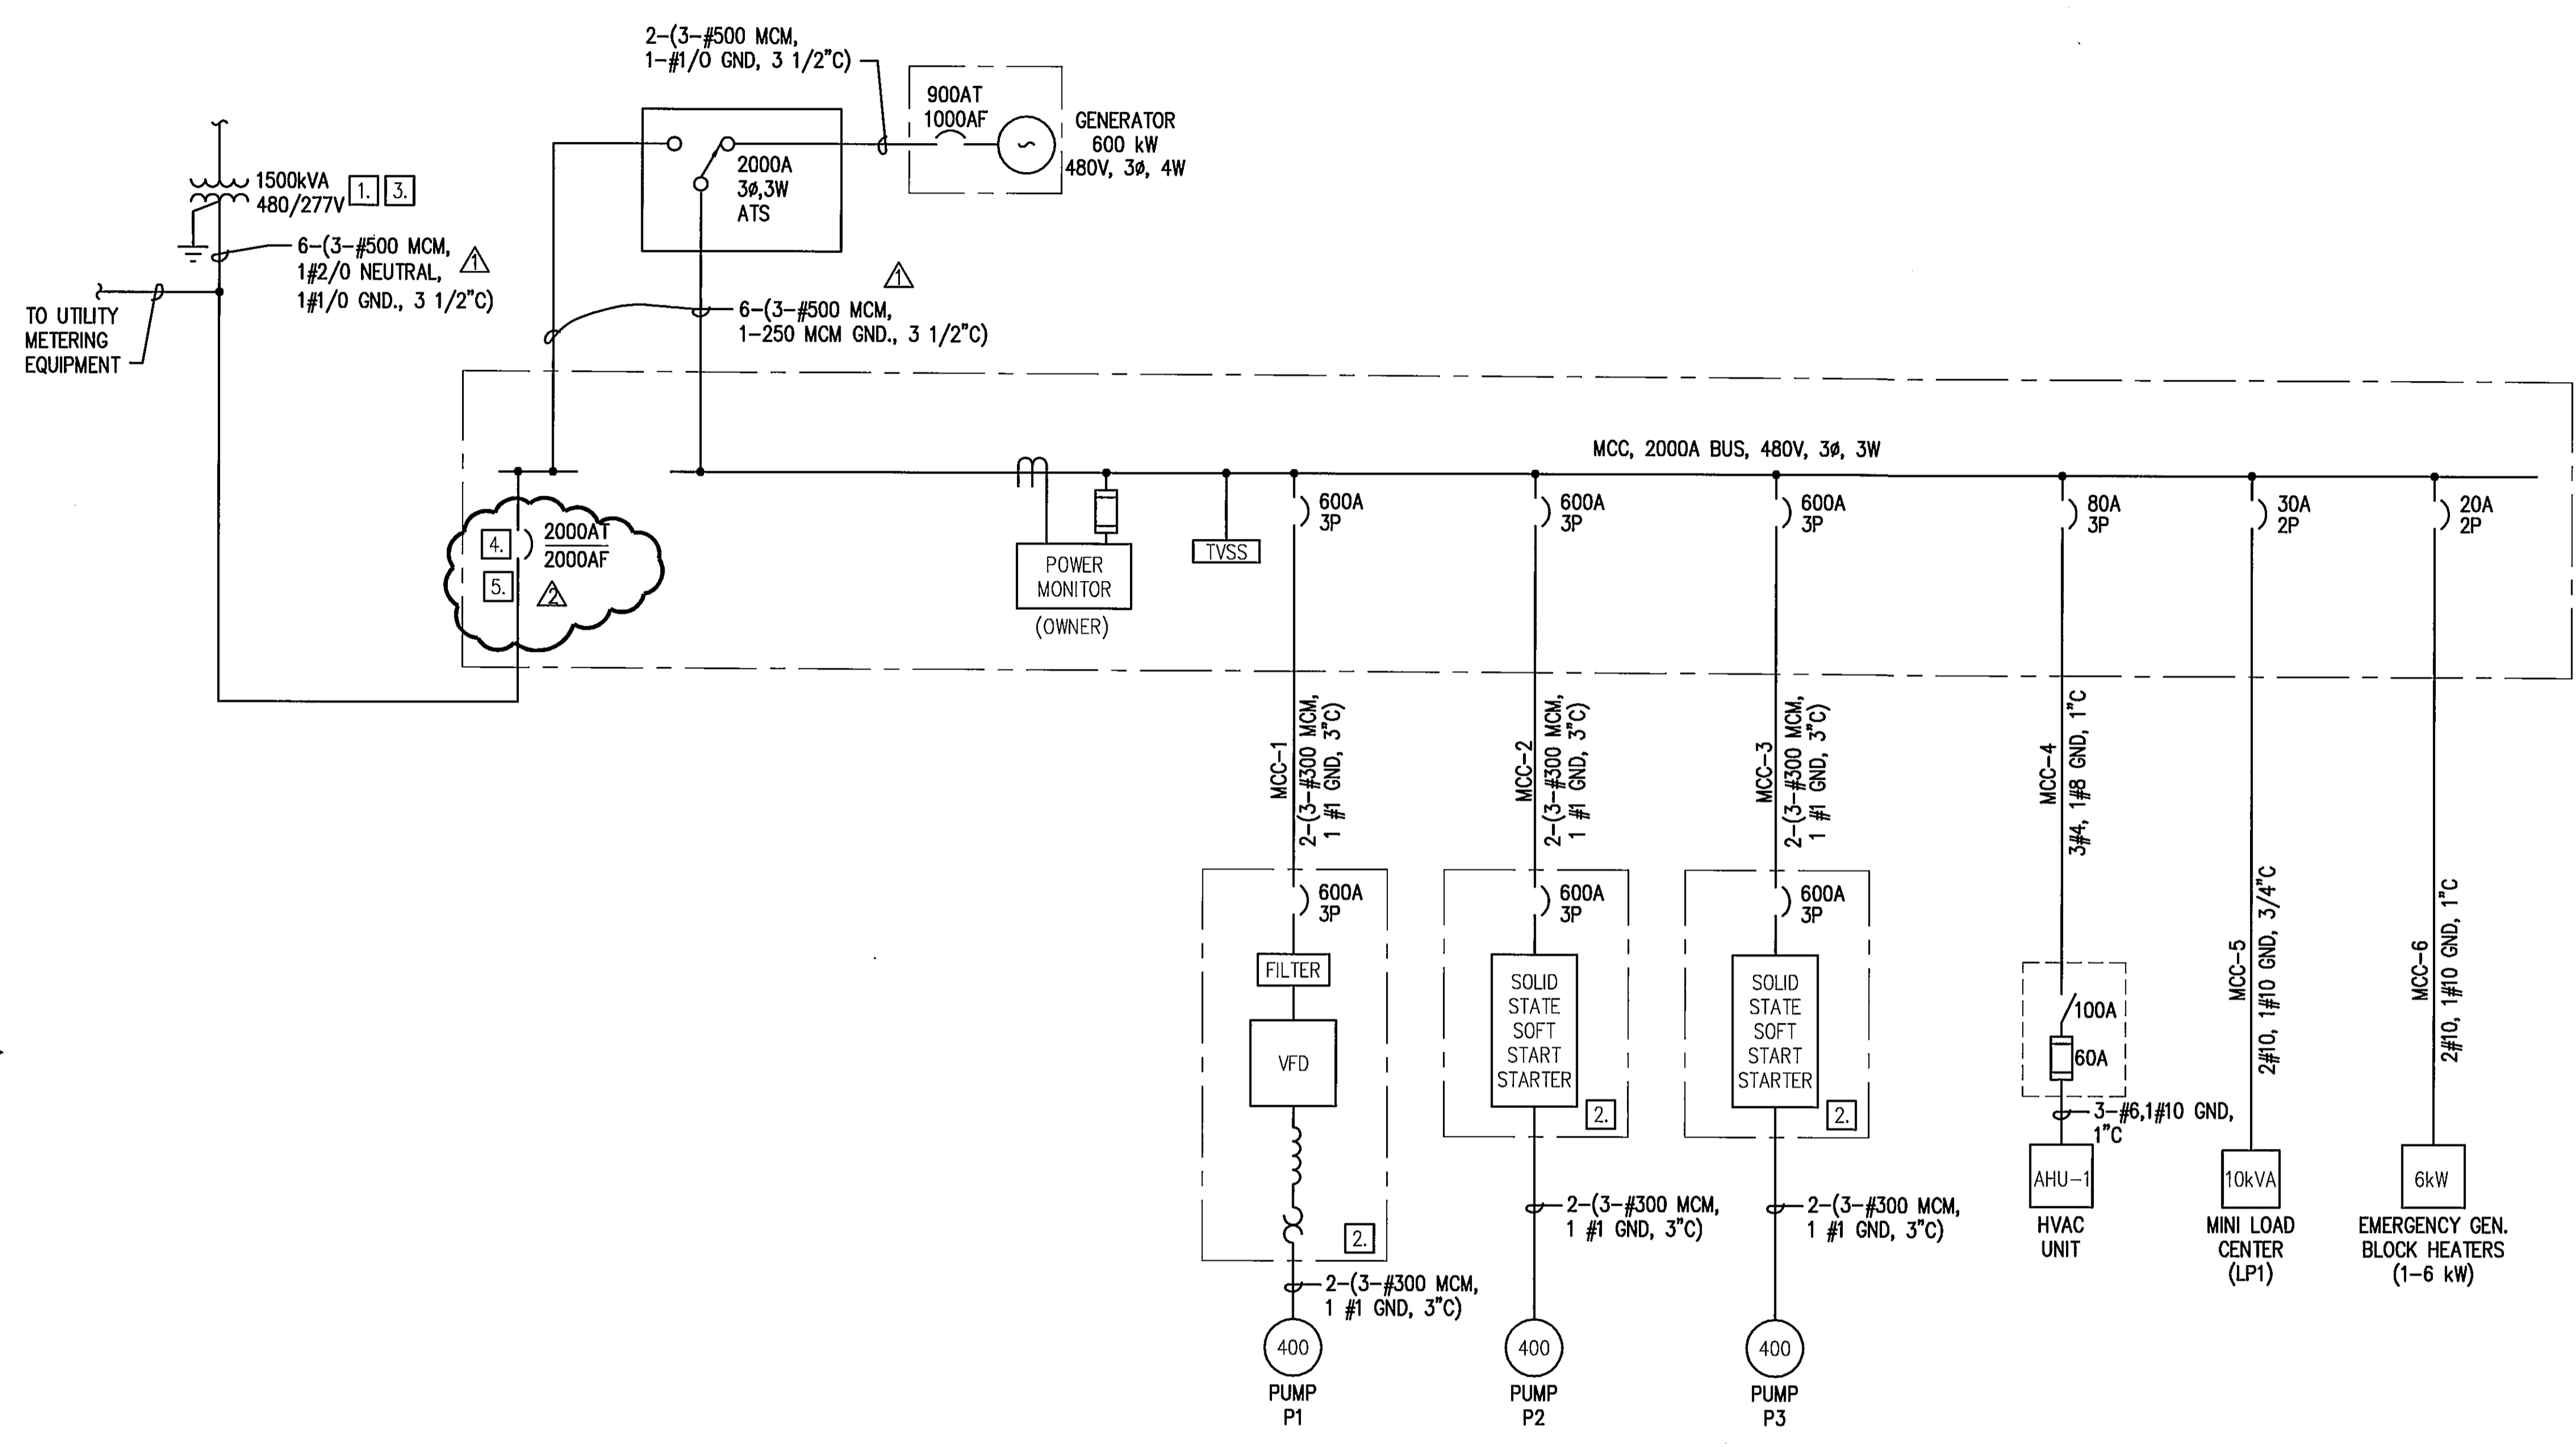 2-(3-#500 MCM,
1-#1/0 GND, 3 1/2"C)
900AT
1000AF
GENERATOR
600 kW
480V, 3ø, 4W
~
2000A
3ø,3W
ATS
1500kVA
480/277V
1.
3.
6-(3-#500 MCM,
1#2/0 NEUTRAL,
1#1/0 GND., 3 1/2"C)
1
TO UTILITY
METERING
EQUIPMENT
1
6-(3-#500 MCM,
1-250 MCM GND., 3 1/2"C)
MCC, 2000A BUS, 480V, 3ø, 3W
4.
2000AT
2000AF
5.
2
POWER
MONITOR
(OWNER)
TVSS
600A
3P
600A
3P
600A
3P
80A
3P
30A
2P
20A
2P
MCC-1
2-(3-#300 MCM,
1 #1 GND, 3"C)
MCC-2
2-(3-#300 MCM,
1 #1 GND, 3"C)
MCC-3
2-(3-#300 MCM,
1 #1 GND, 3"C)
MCC-4
3#4, 1#8 GND, 1"C
MCC-5
2#10, 1#10 GND, 3/4"C
MCC-6
2#10, 1#10 GND, 1"C
600A
3P
FILTER
VFD
2.
2-(3-#300 MCM,
1 #1 GND, 3"C)
400
PUMP
P1
600A
3P
SOLID
STATE
SOFT
START
STARTER
2.
2-(3-#300 MCM,
1 #1 GND, 3"C)
400
PUMP
P2
600A
3P
SOLID
STATE
SOFT
START
STARTER
2.
2-(3-#300 MCM,
1 #1 GND, 3"C)
400
PUMP
P3
100A
60A
3-#6,1#10 GND,
1"C
AHU-1
HVAC
UNIT
10kVA
MINI LOAD
CENTER
(LP1)
6kW
EMERGENCY GEN.
BLOCK HEATERS
(1-6 kW)